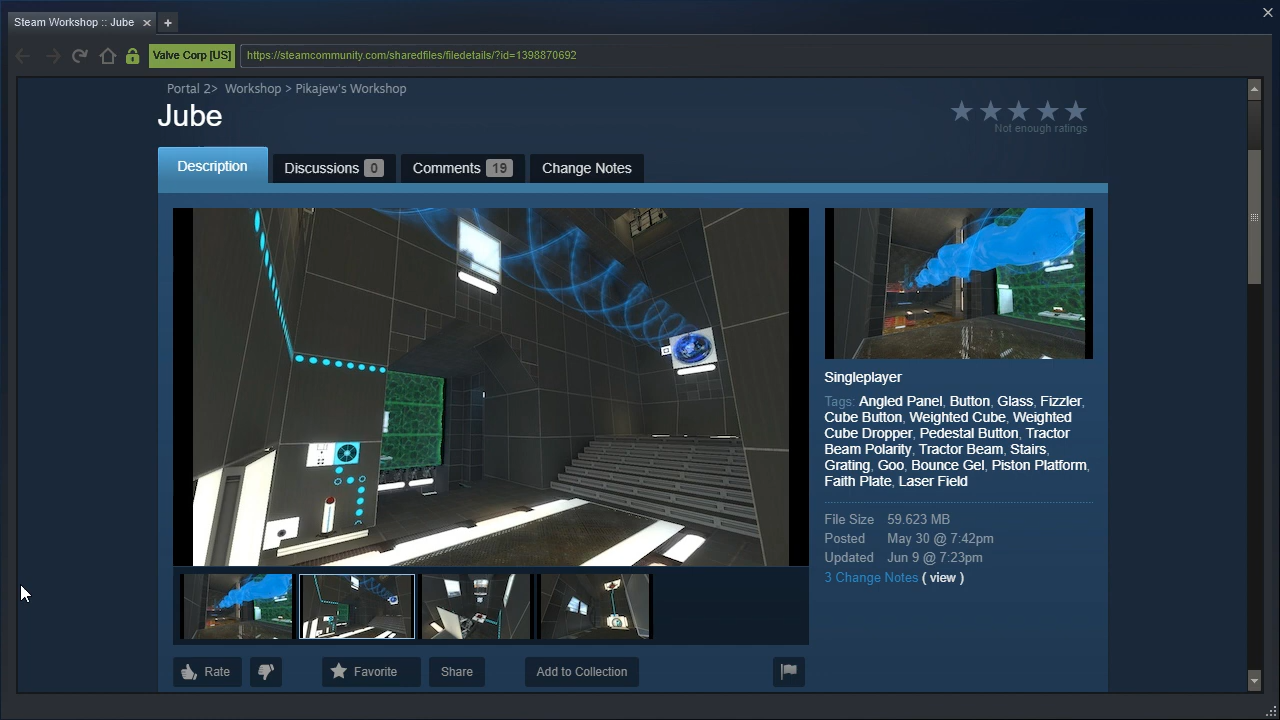 Steam Workshop :: Jube
Valve Corp [US]
https://steamcommunity.com/sharedfiles/filedetails/?id=1398870692
Portal 2> Workshop > Pikajew's Workshop
Jube
Not enough ratings
Description
Discussions 0
Comments 19
Change Notes
Singleplayer
Tags: Angled Panel, Button, Glass, Fizzler,
Cube Button, Weighted Cube, Weighted
Cube Dropper, Pedestal Button, Tractor
Beam Polarity, Tractor Beam, Stairs,
Grating, Goo, Bounce Gel, Piston Platform,
Faith Plate, Laser Field
File Size 59.623 MB
Posted May 30 @ 7:42pm
Updated Jun 9 @ 7:23pm
3 Change Notes ( view )
Rate
Favorite
Share
Add to Collection